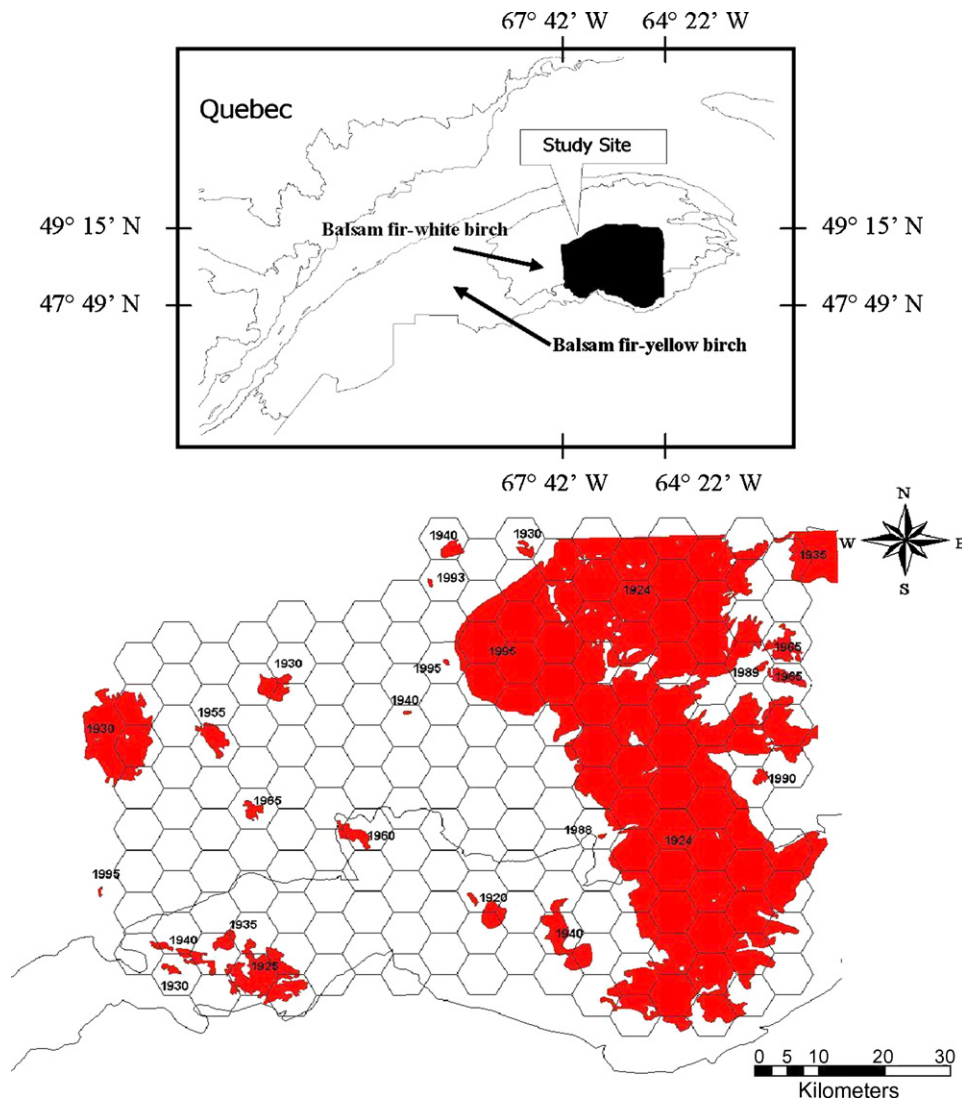 67° 42' W 64° 22' W
Quebec
Study Site
49° 15' N 49° 15' N
Balsam fir-white birch
47° 49' N 47° 49' N
Balsam fir-yellow birch
67° 42' W 64° 22' W
N
W E
S
1940 1930
1935
1993 1924
1965
1930 1995 1995
1989 1965
1940
1930 1955
1990
1965
1960 1988 1924
1995
1920
1935
1940 1940
1925
1930
0 5 10 20 30
Kilometers